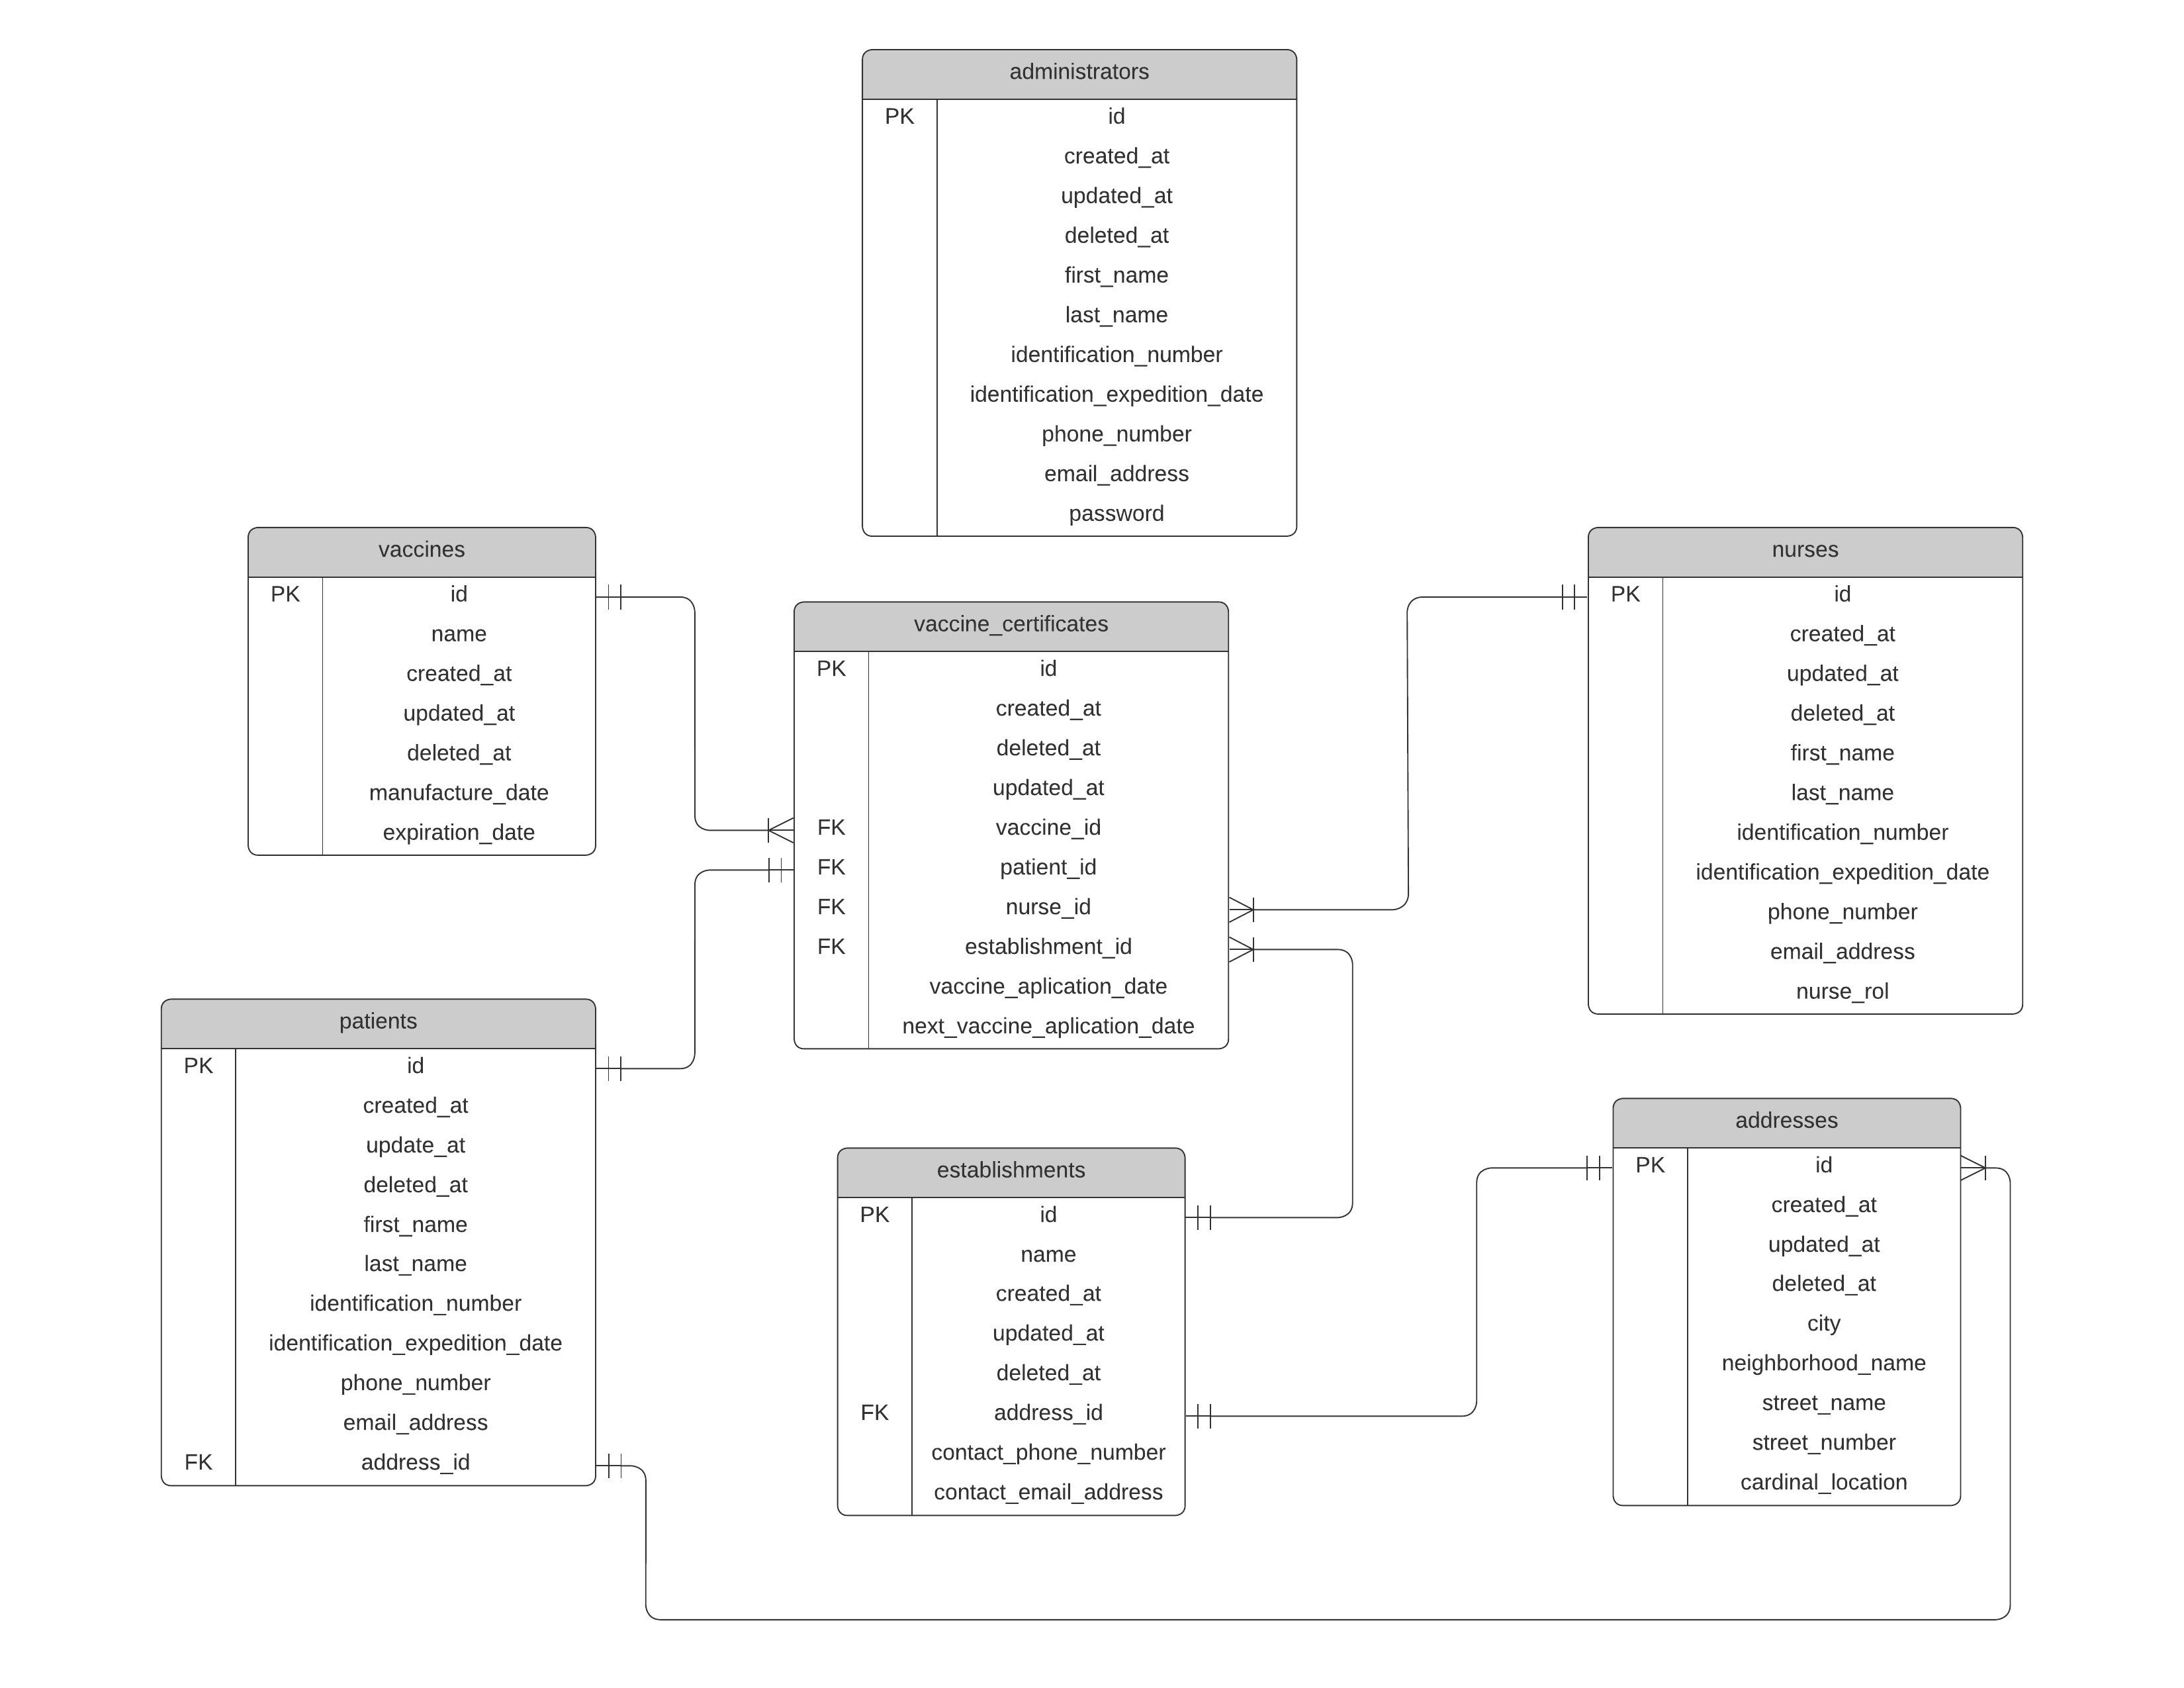 administrators
PK id
created_at
updated_at
deleted_at
first_name
last_name
identification_number
identification_expedition_date
phone_number
email_address
password
vaccines
PK id
name
created_at
updated_at
deleted_at
manufacture_date
expiration_date
vaccine_certificates
PK id
created_at
deleted_at
updated_at
FK vaccine_id
FK patient_id
FK nurse_id
FK establishment_id
vaccine_aplication_date
next_vaccine_aplication_date
nurses
PK id
created_at
updated_at
deleted_at
first_name
last_name
identification_number
identification_expedition_date
phone_number
email_address
nurse_rol
patients
PK id
created_at
update_at
deleted_at
first_name
last_name
identification_number
identification_expedition_date
phone_number
email_address
FK address_id
establishments
PK id
name
created_at
updated_at
deleted_at
FK address_id
contact_phone_number
contact_email_address
addresses
PK id
created_at
updated_at
deleted_at
city
neighborhood_name
street_name
street_number
cardinal_location